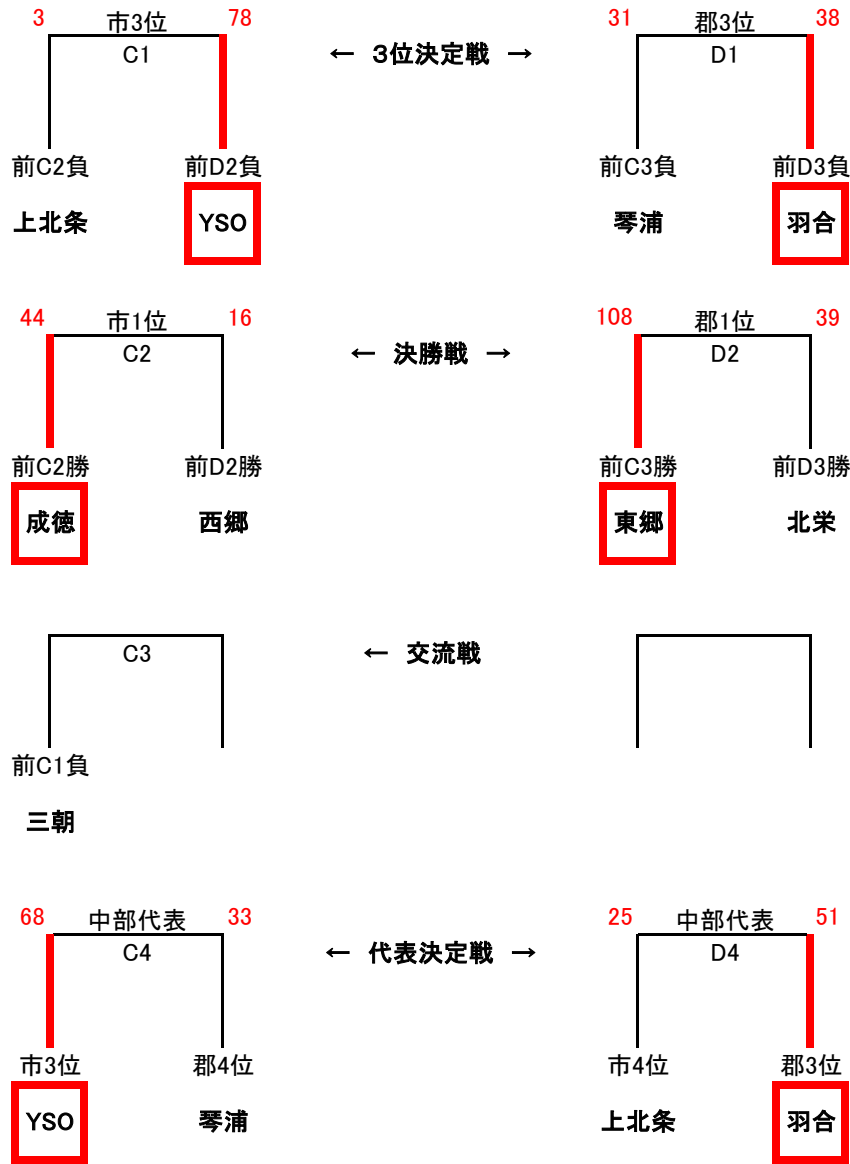 3 市3位 78 31 郡3位 38
C1 ← 3位決定戦 → D1
前C2負 前D2負 前C3負 前D3負
上北条 YSO 琴浦 羽合
44 市1位 16 108 郡1位 39
C2 ← 決勝戦 → D2
前C2勝 前D2勝 前C3勝 前D3勝
成徳 西郷 東郷 北栄
C3 ← 交流戦
前C1負
三朝
68 中部代表 33 25 中部代表 51
C4 ← 代表決定戦 → D4
市3位 郡4位 市4位 郡3位
YSO 琴浦 上北条 羽合